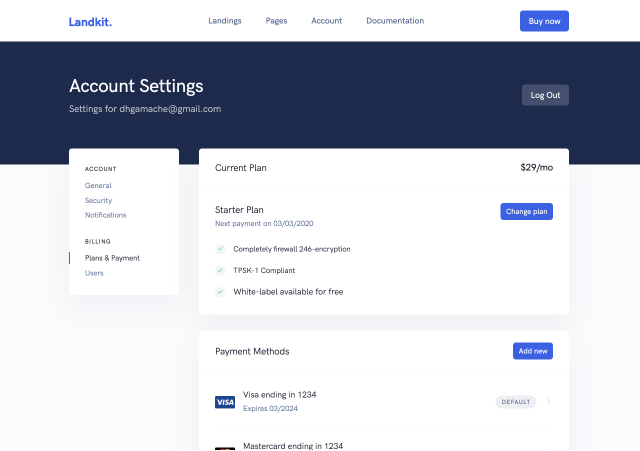 Landkit.
Landings
Pages
Account
Documentation
Buy now
Account Settings
Settings for dhgamache@gmail.com
Log Out
ACCOUNT
General
Security
Notifications
BILLING
Plans & Payment
Users
Current Plan
$29/mo
Starter Plan
Next payment on 03/03/2020
Change plan
Completely firewall 246-encryption
TPSK-1 Compliant
White-label available for free
Payment Methods
Add new
VISA
Visa ending in 1234
Expires 03/2024
DEFAULT
Mastercard ending in 1234